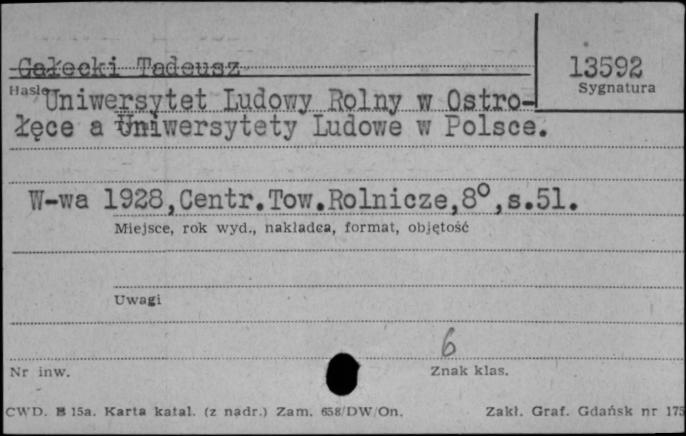 Gałecki Tadeusz
13592
Sygnatura
Hasło
Uniwersytet Ludowy Rolny w Ostro-
łęce a Uniwersytety Ludowe w Polsce.
W-wa 1928,Centr.Tow.Rolnicze,8°,s.51.
Miejsce, rok wyd., nakładca, format, objętość
Uwagi
6
Nr inw.
Znak klas.
CWD. B 15a. Karta katal. (z nadr.) Zam. 658/DW/On.
Zakł. Graf. Gdańsk nr 175